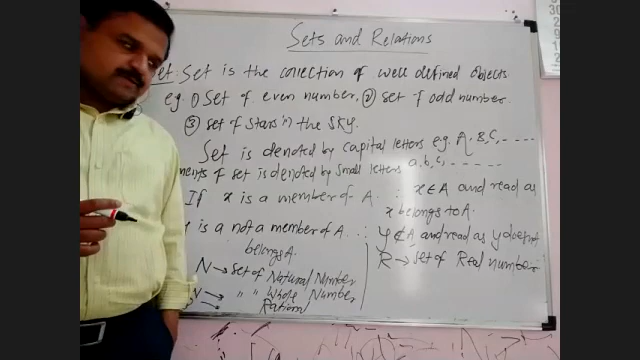 Sets and Relations
Set: Set is the collection of well defined objects
eg. ① Set of even number, ② set of odd number.
③ set of Stars in the Sky.
Set is denoted by Capital letters e.g. A, B, C, ----
ments of set is denoted by Small letters a, b, c, -----
If x is a member of A. ∴ x ∈ A and read as
x belongs to A.
is a not a member of A. ∴ y ∉ A and read as y does not
belongs A.
N → Set of Natural Number
R → set of Real number
→ " " Whole Number
Ration